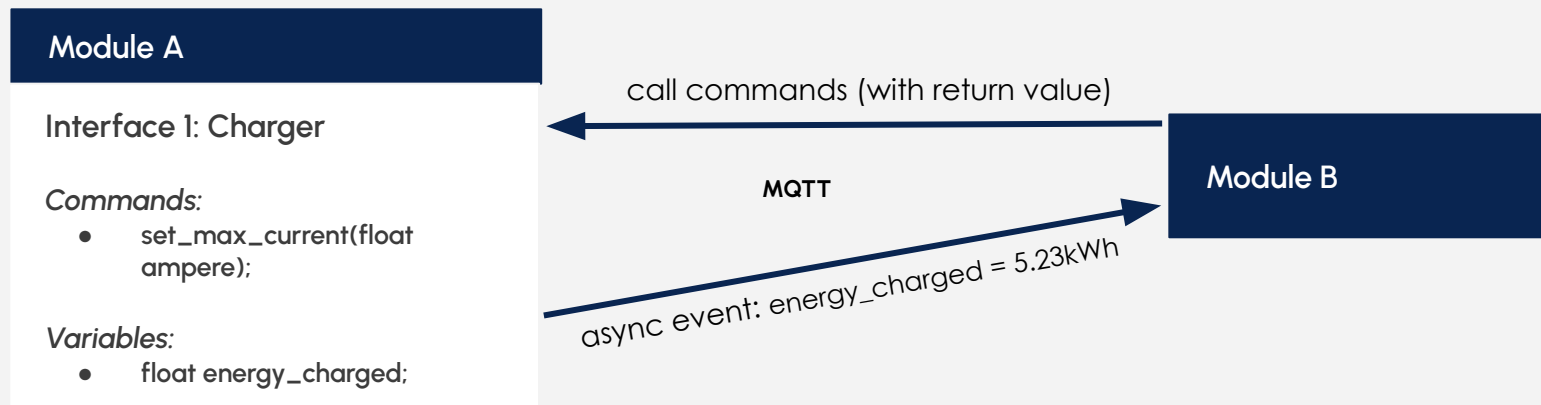 Module A
Interface 1: Charger
Commands:
● set_max_current(float
ampere);
Variables:
● float energy_charged;
call commands (with return value)
MQTT
async event: energy_charged = 5.23kWh
Module B